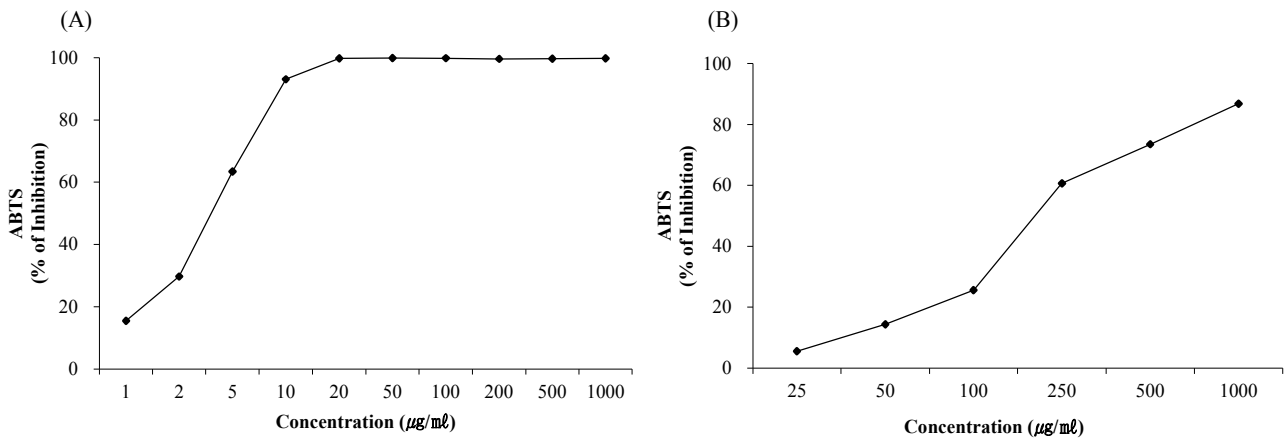 (A)
100
80
60
40
20
0
ABTS
(% of Inhibition)
1 2 5 10 20 50 100 200 500 1000
Concentration (μg/㎖)
(B)
100
80
60
40
20
0
ABTS
(% of Inhibition)
25 50 100 250 500 1000
Concentration (μg/㎖)